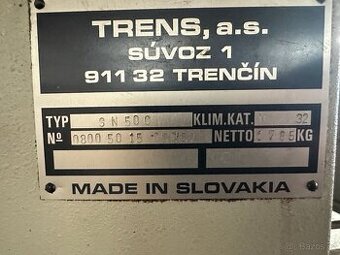 TRENS, a.s.
SÚVOZ 1
911 32 TRENČÍN
TYP SN 50C KLIM.KAT. 32
№ 0800 50 15 NETTO KG
MADE IN SLOVAKIA